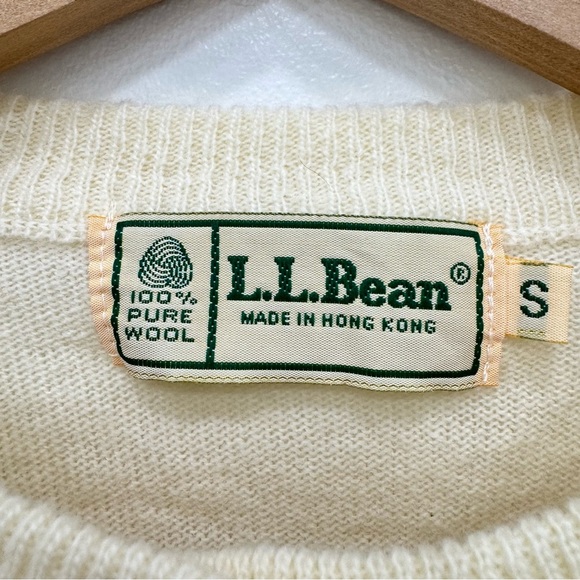 100%
PURE
WOOL
L.L.Bean®
MADE IN HONG KONG
S